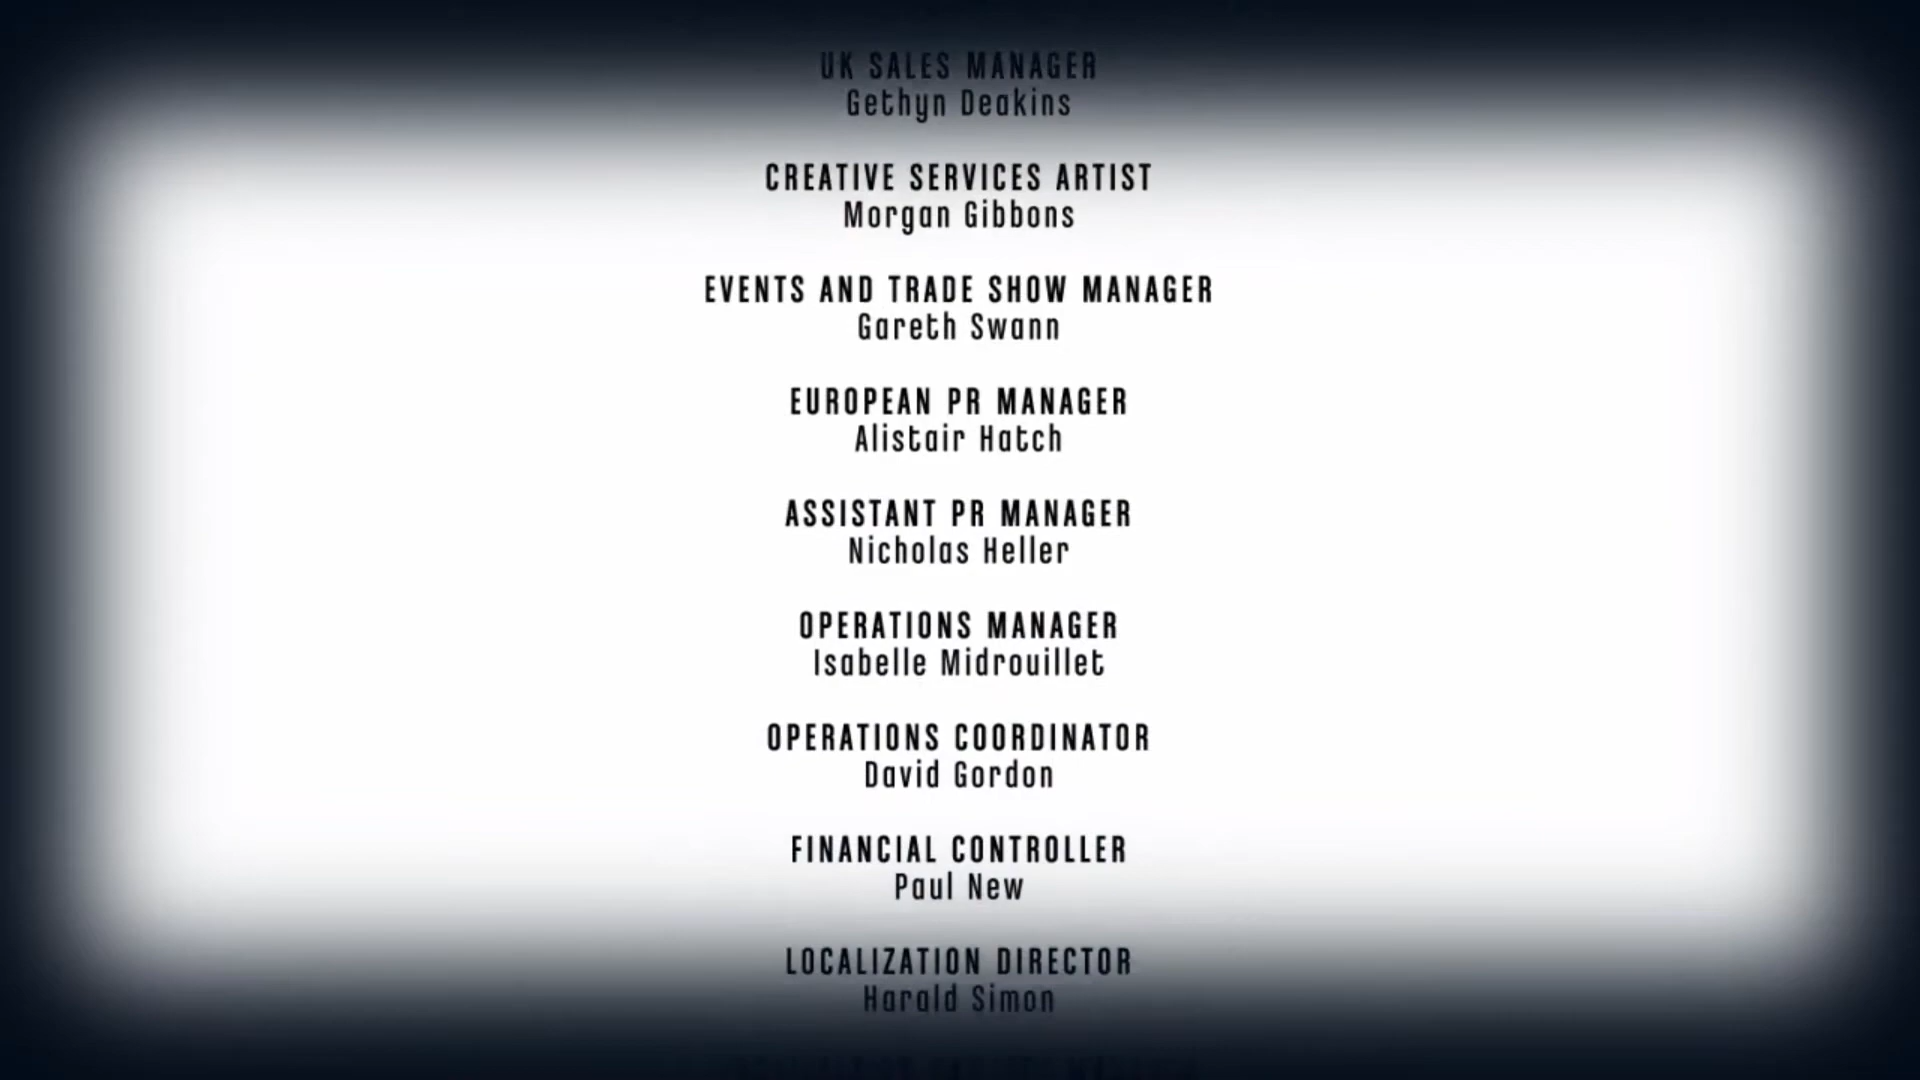 UK SALES MANAGER
Gethyn Deakins
CREATIVE SERVICES ARTIST
Morgan Gibbons
EVENTS AND TRADE SHOW MANAGER
Gareth Swann
EUROPEAN PR MANAGER
Alistair Hatch
ASSISTANT PR MANAGER
Nicholas Heller
OPERATIONS MANAGER
Isabelle Midrouillet
OPERATIONS COORDINATOR
David Gordon
FINANCIAL CONTROLLER
Paul New
LOCALIZATION DIRECTOR
Harald Simon